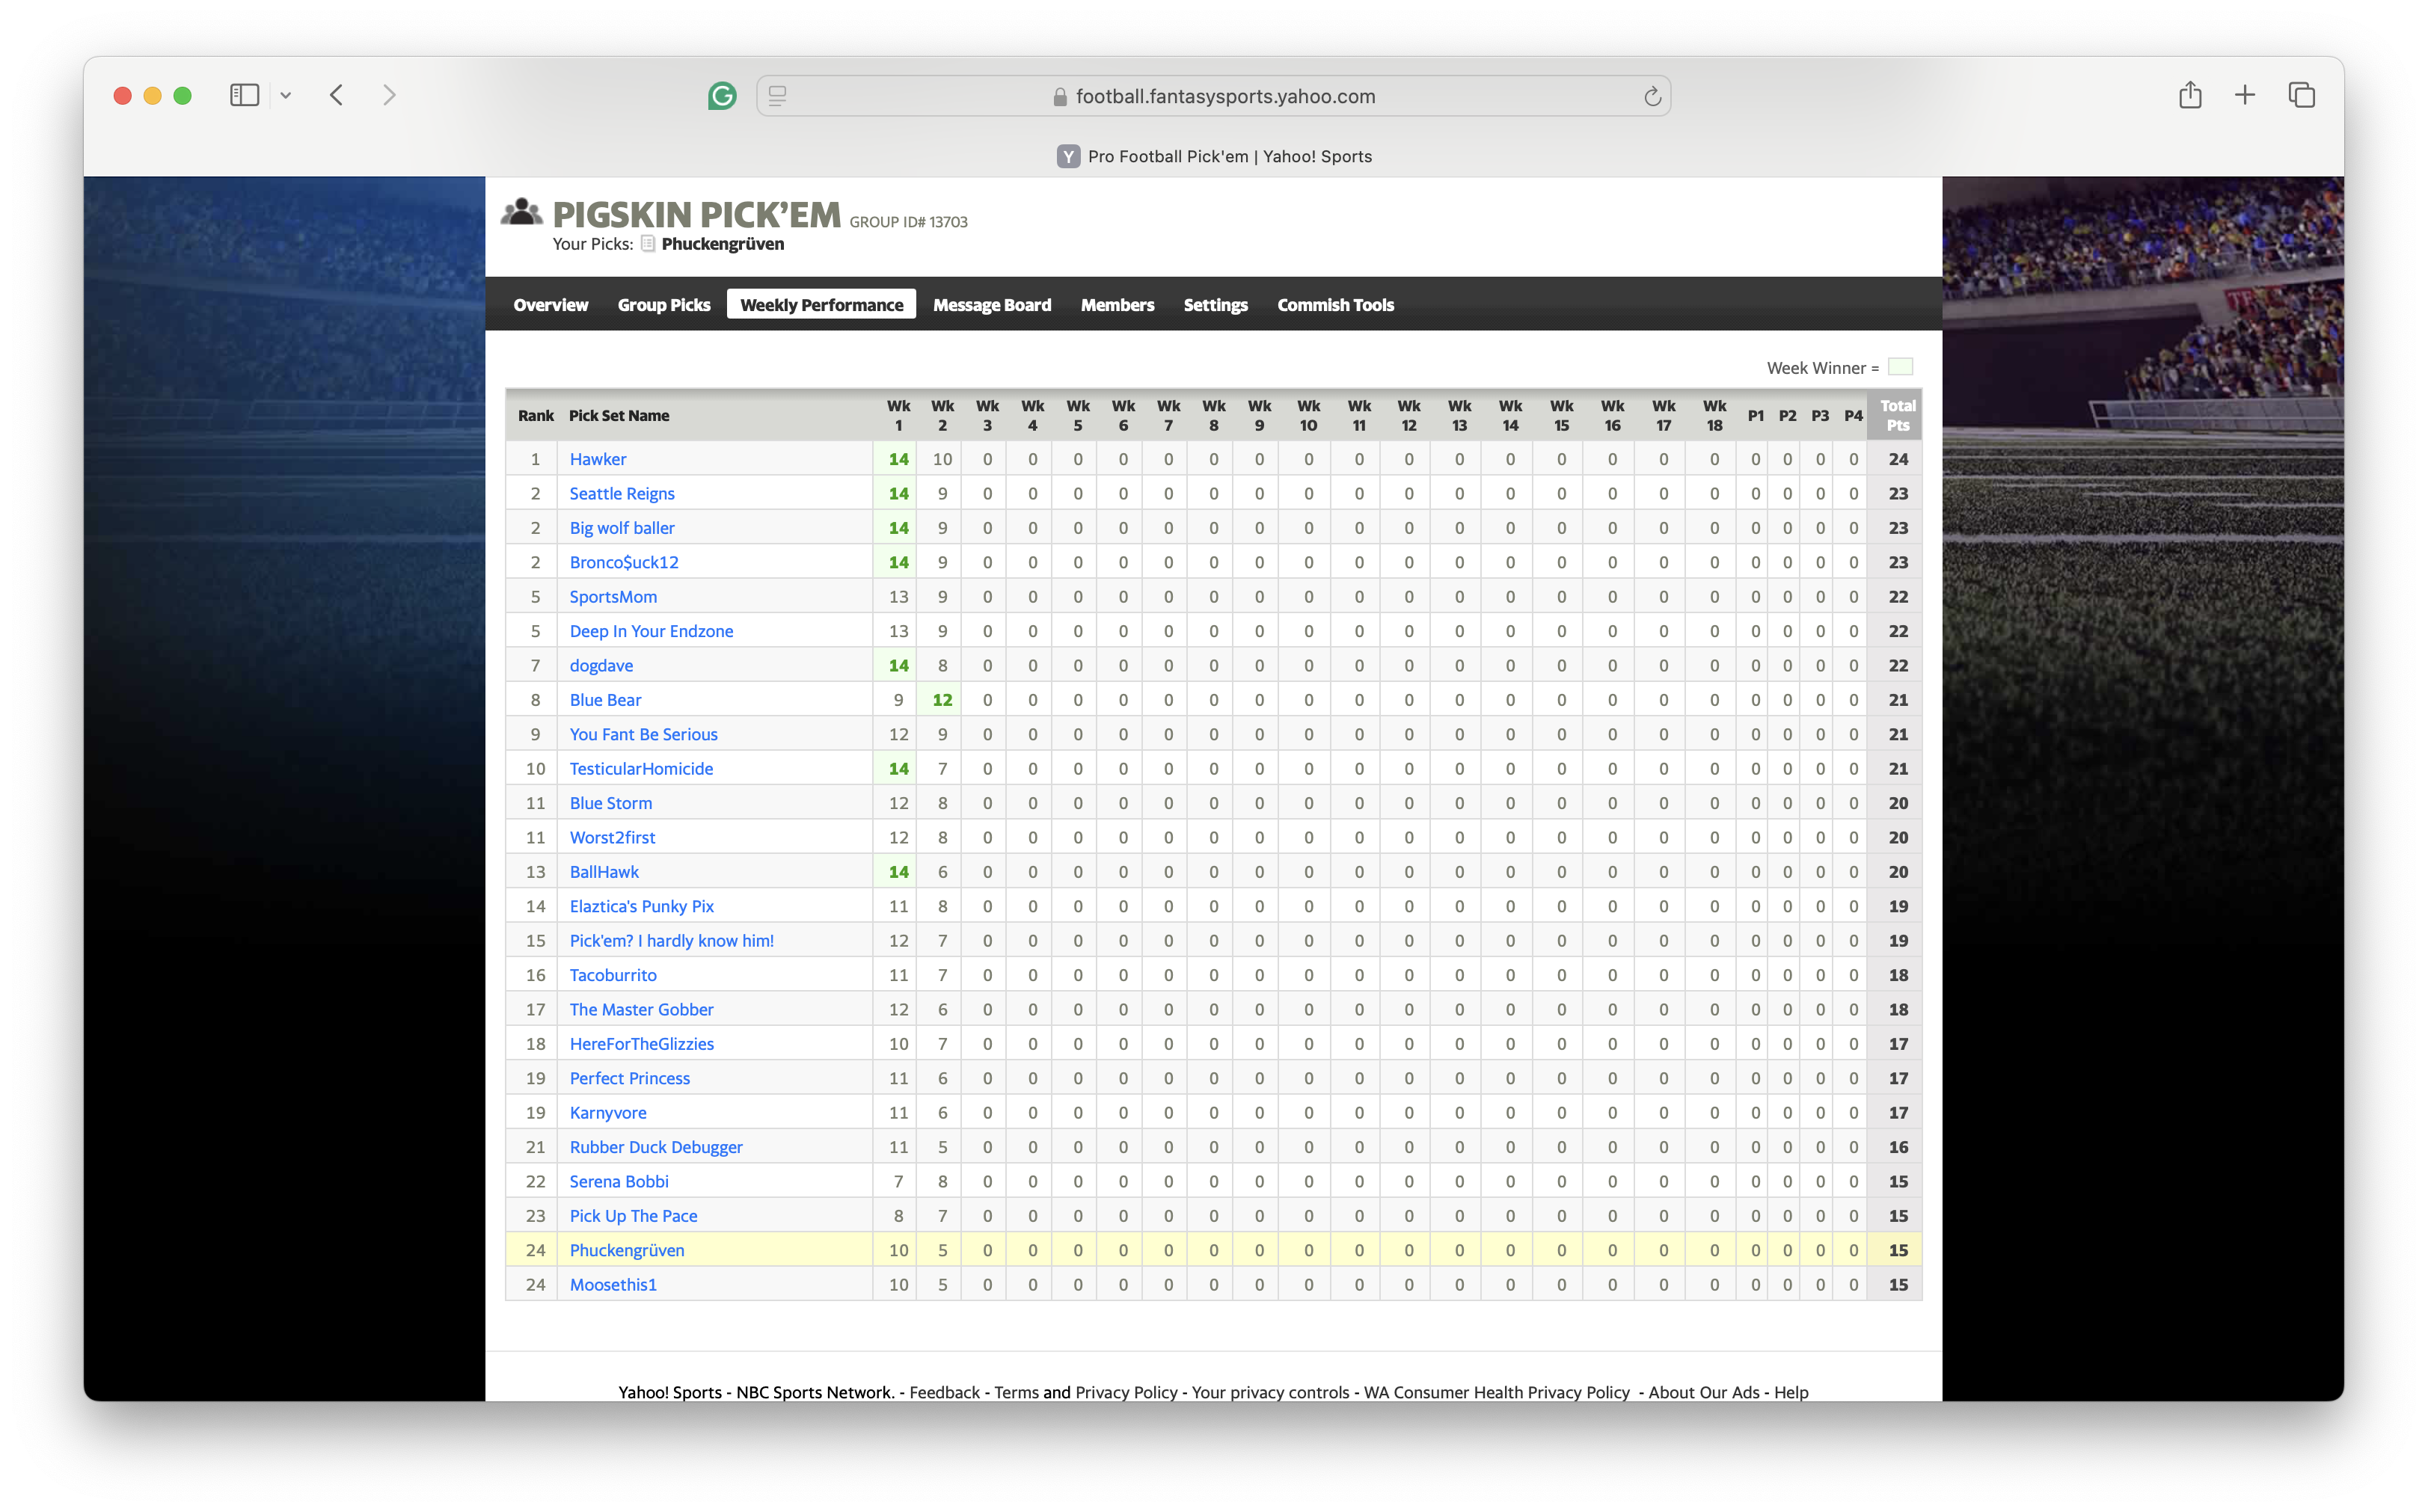 football.fantasysports.yahoo.com
Y Pro Football Pick'em | Yahoo! Sports
PIGSKIN PICK'EM GROUP ID# 13703
Your Picks: Phuckengrüven
Overview Group Picks Weekly Performance Message Board Members Settings Commish Tools
Week Winner =
Rank Pick Set Name Wk 1 Wk 2 Wk 3 Wk 4 Wk 5 Wk 6 Wk 7 Wk 8 Wk 9 Wk 10 Wk 11 Wk 12 Wk 13 Wk 14 Wk 15 Wk 16 Wk 17 Wk 18 P1 P2 P3 P4 Total Pts
1 Hawker 14 10 0 0 0 0 0 0 0 0 0 0 0 0 0 0 0 0 0 0 0 0 24
2 Seattle Reigns 14 9 0 0 0 0 0 0 0 0 0 0 0 0 0 0 0 0 0 0 0 0 23
2 Big wolf baller 14 9 0 0 0 0 0 0 0 0 0 0 0 0 0 0 0 0 0 0 0 0 23
2 Bronco$uck12 14 9 0 0 0 0 0 0 0 0 0 0 0 0 0 0 0 0 0 0 0 0 23
5 SportsMom 13 9 0 0 0 0 0 0 0 0 0 0 0 0 0 0 0 0 0 0 0 0 22
5 Deep In Your Endzone 13 9 0 0 0 0 0 0 0 0 0 0 0 0 0 0 0 0 0 0 0 0 22
7 dogdave 14 8 0 0 0 0 0 0 0 0 0 0 0 0 0 0 0 0 0 0 0 0 22
8 Blue Bear 9 12 0 0 0 0 0 0 0 0 0 0 0 0 0 0 0 0 0 0 0 0 21
9 You Fant Be Serious 12 9 0 0 0 0 0 0 0 0 0 0 0 0 0 0 0 0 0 0 0 0 21
10 TesticularHomicide 14 7 0 0 0 0 0 0 0 0 0 0 0 0 0 0 0 0 0 0 0 0 21
11 Blue Storm 12 8 0 0 0 0 0 0 0 0 0 0 0 0 0 0 0 0 0 0 0 0 20
11 Worst2first 12 8 0 0 0 0 0 0 0 0 0 0 0 0 0 0 0 0 0 0 0 0 20
13 BallHawk 14 6 0 0 0 0 0 0 0 0 0 0 0 0 0 0 0 0 0 0 0 0 20
14 Elaztica's Punky Pix 11 8 0 0 0 0 0 0 0 0 0 0 0 0 0 0 0 0 0 0 0 0 19
15 Pick'em? I hardly know him! 12 7 0 0 0 0 0 0 0 0 0 0 0 0 0 0 0 0 0 0 0 0 19
16 Tacoburrito 11 7 0 0 0 0 0 0 0 0 0 0 0 0 0 0 0 0 0 0 0 0 18
17 The Master Gobber 12 6 0 0 0 0 0 0 0 0 0 0 0 0 0 0 0 0 0 0 0 0 18
18 HereForTheGlizzies 10 7 0 0 0 0 0 0 0 0 0 0 0 0 0 0 0 0 0 0 0 0 17
19 Perfect Princess 11 6 0 0 0 0 0 0 0 0 0 0 0 0 0 0 0 0 0 0 0 0 17
19 Karnyvore 11 6 0 0 0 0 0 0 0 0 0 0 0 0 0 0 0 0 0 0 0 0 17
21 Rubber Duck Debugger 11 5 0 0 0 0 0 0 0 0 0 0 0 0 0 0 0 0 0 0 0 0 16
22 Serena Bobbi 7 8 0 0 0 0 0 0 0 0 0 0 0 0 0 0 0 0 0 0 0 0 15
23 Pick Up The Pace 8 7 0 0 0 0 0 0 0 0 0 0 0 0 0 0 0 0 0 0 0 0 15
24 Phuckengrüven 10 5 0 0 0 0 0 0 0 0 0 0 0 0 0 0 0 0 0 0 0 0 15
24 Moosethis1 10 5 0 0 0 0 0 0 0 0 0 0 0 0 0 0 0 0 0 0 0 0 15
Yahoo! Sports - NBC Sports Network. - Feedback - Terms and Privacy Policy - Your privacy controls - WA Consumer Health Privacy Policy - About Our Ads - Help